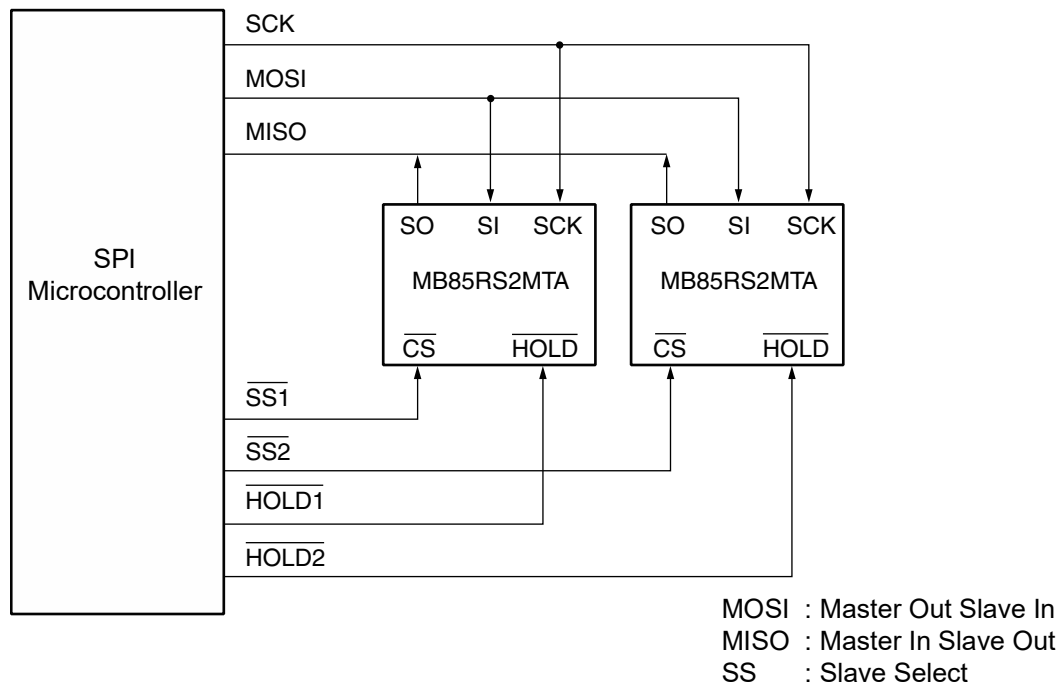 SCK
MOSI
MISO
SO SI SCK
MB85RS2MTA
CS HOLD
SO SI SCK
MB85RS2MTA
CS HOLD
SPI
Microcontroller
SS1
SS2
HOLD1
HOLD2
MOSI : Master Out Slave In
MISO : Master In Slave Out
SS : Slave Select